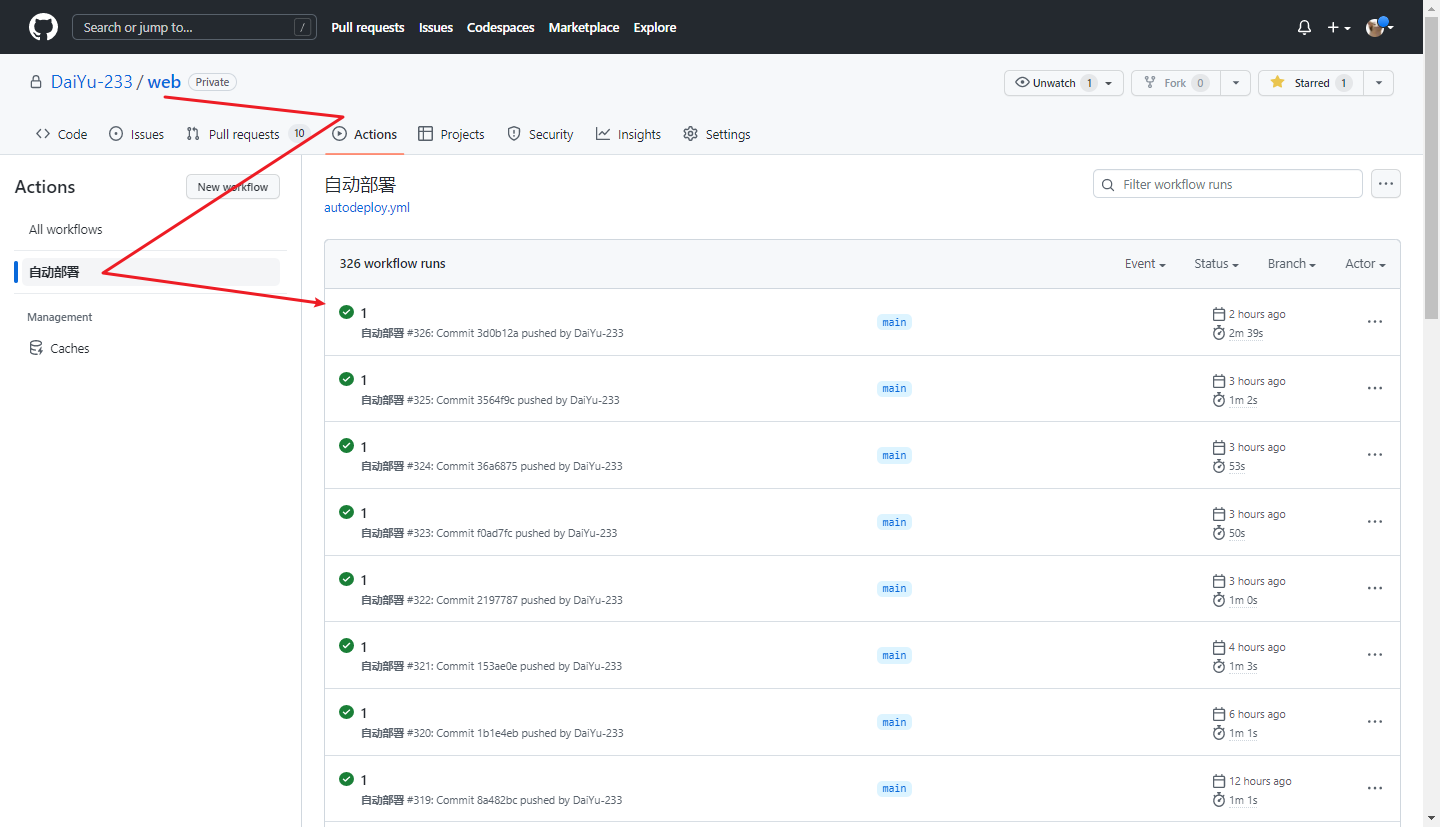 Search or jump to... / Pull requests Issues Codespaces Marketplace Explore
DaiYu-233 / web Private Unwatch 1 Fork 0 Starred 1
Code Issues Pull requests 10 Actions Projects Security Insights Settings
Actions New workflow
All workflows
自动部署
Management
Caches
自动部署
autodeploy.yml
Filter workflow runs
326 workflow runs Event Status Branch Actor
1
自动部署 #326: Commit 3d0b12a pushed by DaiYu-233
main
2 hours ago
2m 39s
1
自动部署 #325: Commit 3564f9c pushed by DaiYu-233
main
3 hours ago
1m 2s
1
自动部署 #324: Commit 36a6875 pushed by DaiYu-233
main
3 hours ago
53s
1
自动部署 #323: Commit f0ad7fc pushed by DaiYu-233
main
3 hours ago
50s
1
自动部署 #322: Commit 2197787 pushed by DaiYu-233
main
3 hours ago
1m 0s
1
自动部署 #321: Commit 153ae0e pushed by DaiYu-233
main
4 hours ago
1m 3s
1
自动部署 #320: Commit 1b1e4eb pushed by DaiYu-233
main
6 hours ago
1m 1s
1
自动部署 #319: Commit 8a482bc pushed by DaiYu-233
main
12 hours ago
1m 1s